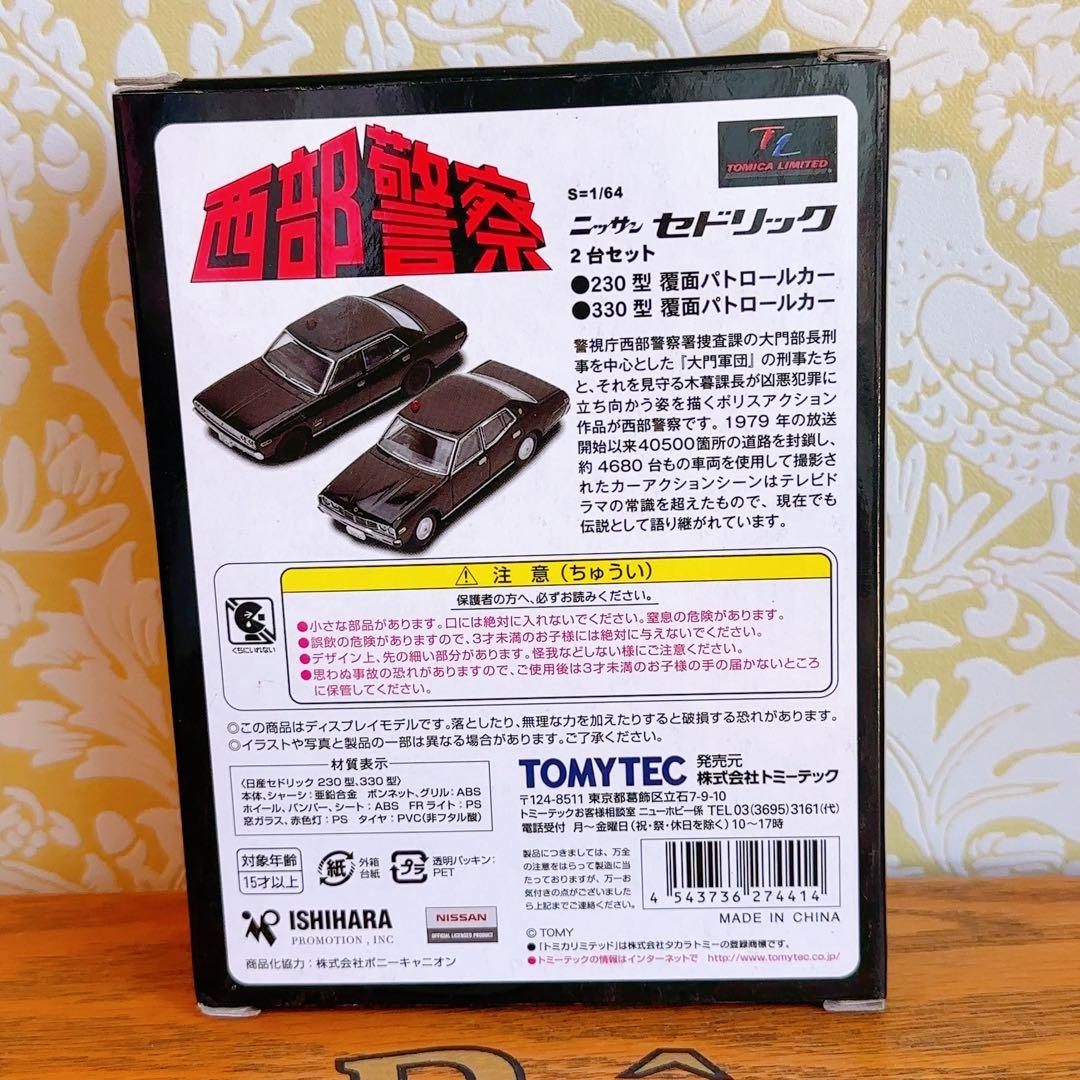 西部警察
TL
TOMICA LIMITED
S=1/64
ニッサン セドリック
2台セット
●230 型 覆面パトロールカー
●330 型 覆面パトロールカー
警視庁西部警察署捜査課の大門部長刑
事を中心とした『大門軍団』の刑事たち
と、それを見守る木暮課長が凶悪犯罪に
立ち向かう姿を描くポリスアクション
作品が西部警察です。1979 年の放送
開始以来40500箇所の道路を封鎖し、
約 4680 台もの車両を使用して撮影さ
れたカーアクションシーンはテレビド
ラマの常識を超えたもので、現在でも
伝説として語り継がれています。
⚠ 注 意(ちゅうい)
保護者の方へ、必ずお読みください。
くちにいれない
●小さな部品があります。口には絶対に入れないでください。窒息の危険があります。
●誤飲の危険がありますので、3才未満のお子様には絶対に与えないでください。
●デザイン上、先の細い部分があります。怪我などしない様にご注意ください。
●思わぬ事故の恐れがありますので、ご使用後は3才未満のお子様の手の届かないところ
に保管してください。
◎この商品はディスプレイモデルです。落としたり、無理な力を加えたりすると破損する恐れがあります。
◎イラストや写真と製品の一部は異なる場合があります。ご了承ください。
材質表示
〈日産セドリック 230 型、330 型〉
本体、シャーシ:亜鉛合金 ボンネット、グリル:ABS
ホイール、バンパー、シート:ABS FRライト:PS
窓ガラス、赤色灯:PS タイヤ:PVC(非フタル酸)
TOMYTEC 発売元 株式会社トミーテック
〒124-8511 東京都葛飾区立石7-9-10
トミーテックお客様相談室 ニューホビー係 TEL 03(3695)3161(代)
電話受付 月~金曜日(祝・祭・休日を除く)10~17時
対象年齢
15才以上
紙
外箱
台紙
プラ
透明パッキン:
PET
製品につきましては、万全
の注意をはらって製造に当
たっておりますが、万一お
気付きの点がございました
ら上記までご連絡ください。
4 543736 274414
MADE IN CHINA
ISHIHARA
PROMOTION , INC
NISSAN
OFFICIAL LICENSED PRODUCT
商品化協力:株式会社ポニーキャニオン
© TOMY
●「トミカリミテッド」は株式会社タカラトミーの登録商標です。
●トミーテックの情報はインターネットで http://www.tomytec.co.jp/